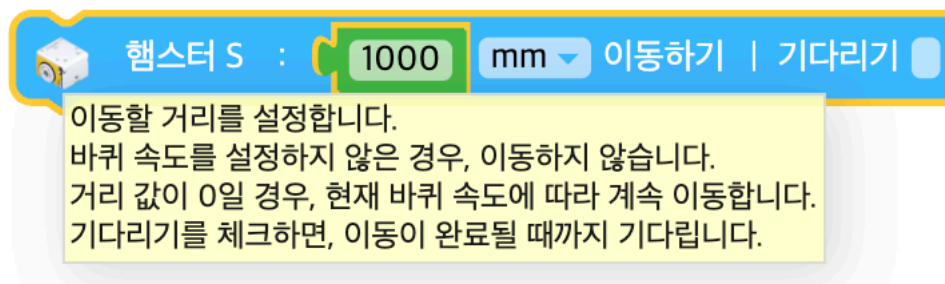 햄스터 S : 1000 mm 이동하기 | 기다리기
이동할 거리를 설정합니다.
바퀴 속도를 설정하지 않은 경우, 이동하지 않습니다.
거리 값이 0일 경우, 현재 바퀴 속도에 따라 계속 이동합니다.
기다리기를 체크하면, 이동이 완료될 때까지 기다립니다.